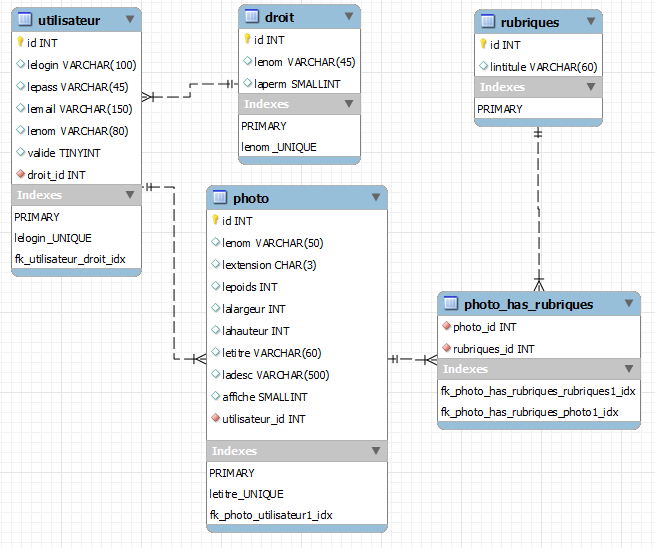 utilisateur
id INT
lelogin VARCHAR(100)
lepass VARCHAR(45)
lemail VARCHAR(150)
lenom VARCHAR(80)
valide TINYINT
droit_id INT
Indexes
PRIMARY
lelogin_UNIQUE
fk_utilisateur_droit_idx
droit
id INT
lenom VARCHAR(45)
laperm SMALLINT
Indexes
PRIMARY
lenom_UNIQUE
rubriques
id INT
lintitule VARCHAR(60)
Indexes
PRIMARY
photo
id INT
lenom VARCHAR(50)
lextension CHAR(3)
lepoids INT
lalargeur INT
lahauteur INT
letitre VARCHAR(60)
ladesc VARCHAR(500)
affiche SMALLINT
utilisateur_id INT
Indexes
PRIMARY
letitre_UNIQUE
fk_photo_utilisateur1_idx
photo_has_rubriques
photo_id INT
rubriques_id INT
Indexes
fk_photo_has_rubriques_rubriques1_idx
fk_photo_has_rubriques_photo1_idx